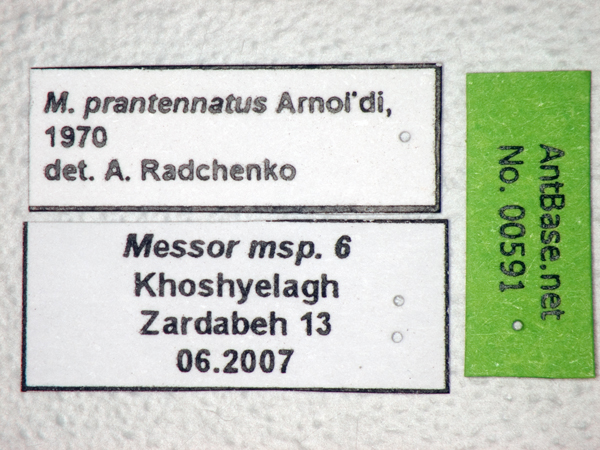 M. prantennatus Arnol'di,
1970
det. A. Radchenko
Messor msp. 6
Khoshyelagh
Zardabeh 13
06.2007
AntBase.net
No. 00591